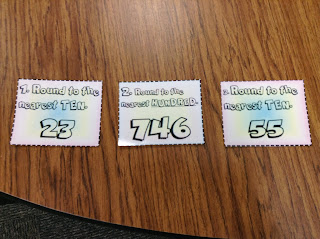 1. Round to the
nearest TEN.
23
2. Round to the
nearest HUNDRED.
746
3. Round to the
nearest TEN.
55